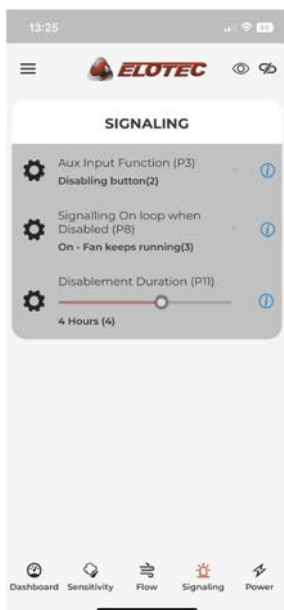 13:25
ELOTEC
SIGNALING
Aux Input Function (P3)
Disabling button(2)
Signalling On loop when
Disabled (P8)
On - Fan keeps running(3)
Disablement Duration (P11)
4 Hours (4)
Dashboard Sensitivity Flow Signaling Power